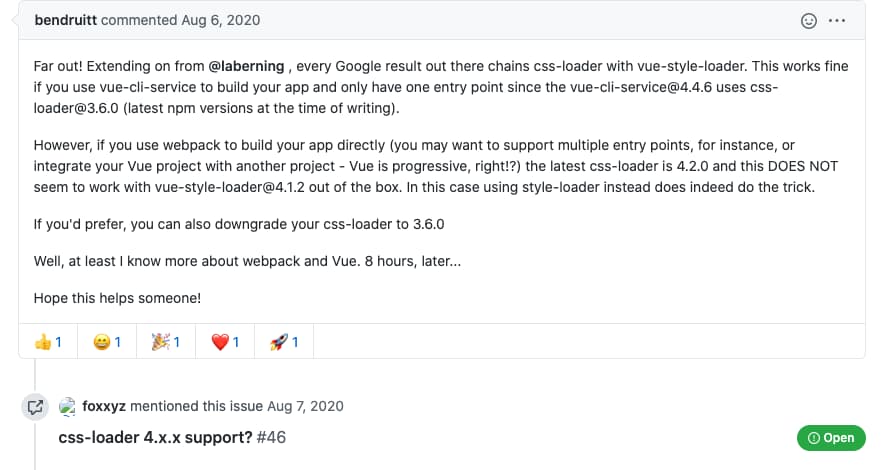 bendruitt commented Aug 6, 2020
Far out! Extending on from @laberning , every Google result out there chains css-loader with vue-style-loader. This works fine
if you use vue-cli-service to build your app and only have one entry point since the vue-cli-service@4.4.6 uses css-
loader@3.6.0 (latest npm versions at the time of writing).
However, if you use webpack to build your app directly (you may want to support multiple entry points, for instance, or
integrate your Vue project with another project - Vue is progressive, right!?) the latest css-loader is 4.2.0 and this DOES NOT
seem to work with vue-style-loader@4.1.2 out of the box. In this case using style-loader instead does indeed do the trick.
If you'd prefer, you can also downgrade your css-loader to 3.6.0
Well, at least I know more about webpack and Vue. 8 hours, later...
Hope this helps someone!
👍 1 😄 1 🎉 1 ❤️ 1 🚀 1
foxxyz mentioned this issue Aug 7, 2020
css-loader 4.x.x support? #46
Open